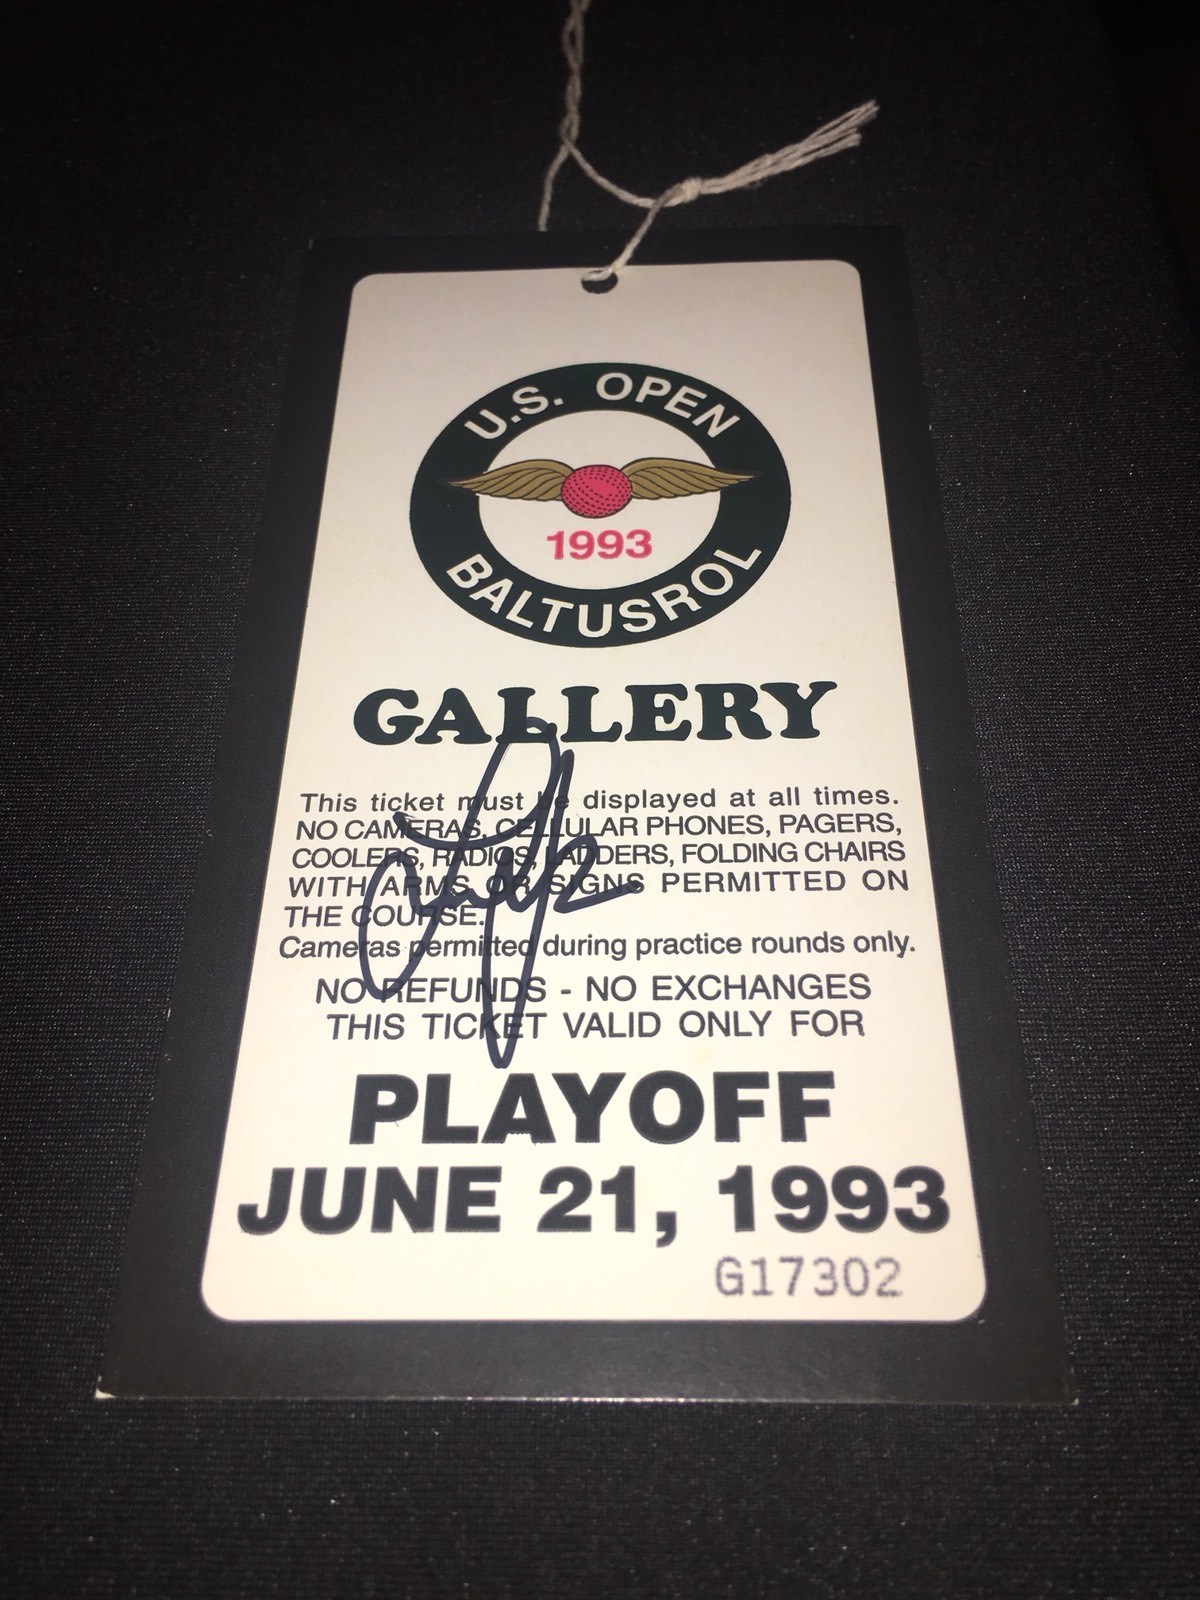 U.S. OPEN
1993
BALTUSROL
GALLERY
This ticket must be displayed at all times.
NO CAMERAS, CELLULAR PHONES, PAGERS,
COOLERS, RADIOS, LADDERS, FOLDING CHAIRS
WITH ARMS OR SIGNS PERMITTED ON
THE COURSE.
Cameras permitted during practice rounds only.
NO REFUNDS - NO EXCHANGES
THIS TICKET VALID ONLY FOR
PLAYOFF
JUNE 21, 1993
G17302